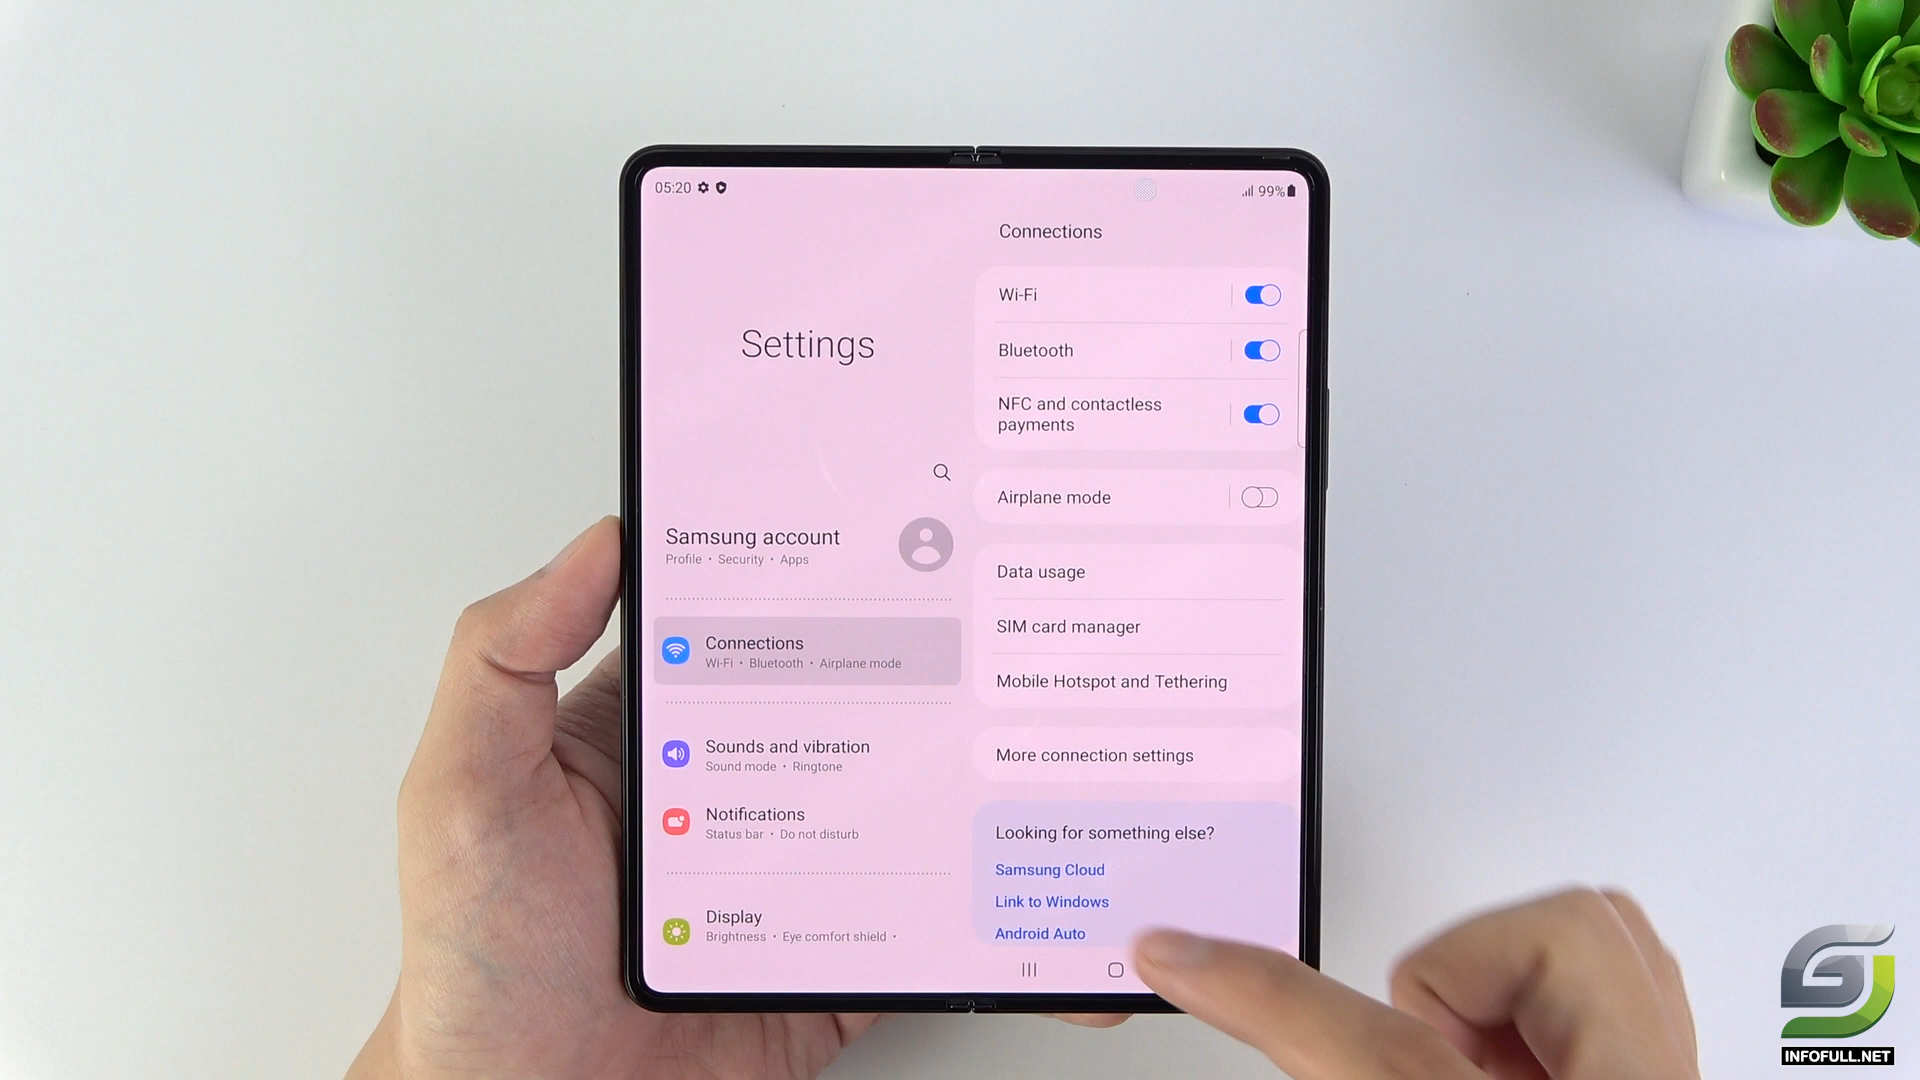 05:20
99%
Settings
Samsung account
Profile • Security • Apps
Connections
Wi-Fi • Bluetooth • Airplane mode
Sounds and vibration
Sound mode • Ringtone
Notifications
Status bar • Do not disturb
Display
Brightness • Eye comfort shield •
Connections
Wi-Fi
Bluetooth
NFC and contactless
payments
Airplane mode
Data usage
SIM card manager
Mobile Hotspot and Tethering
More connection settings
Looking for something else?
Samsung Cloud
Link to Windows
Android Auto
INFOFULL.NET